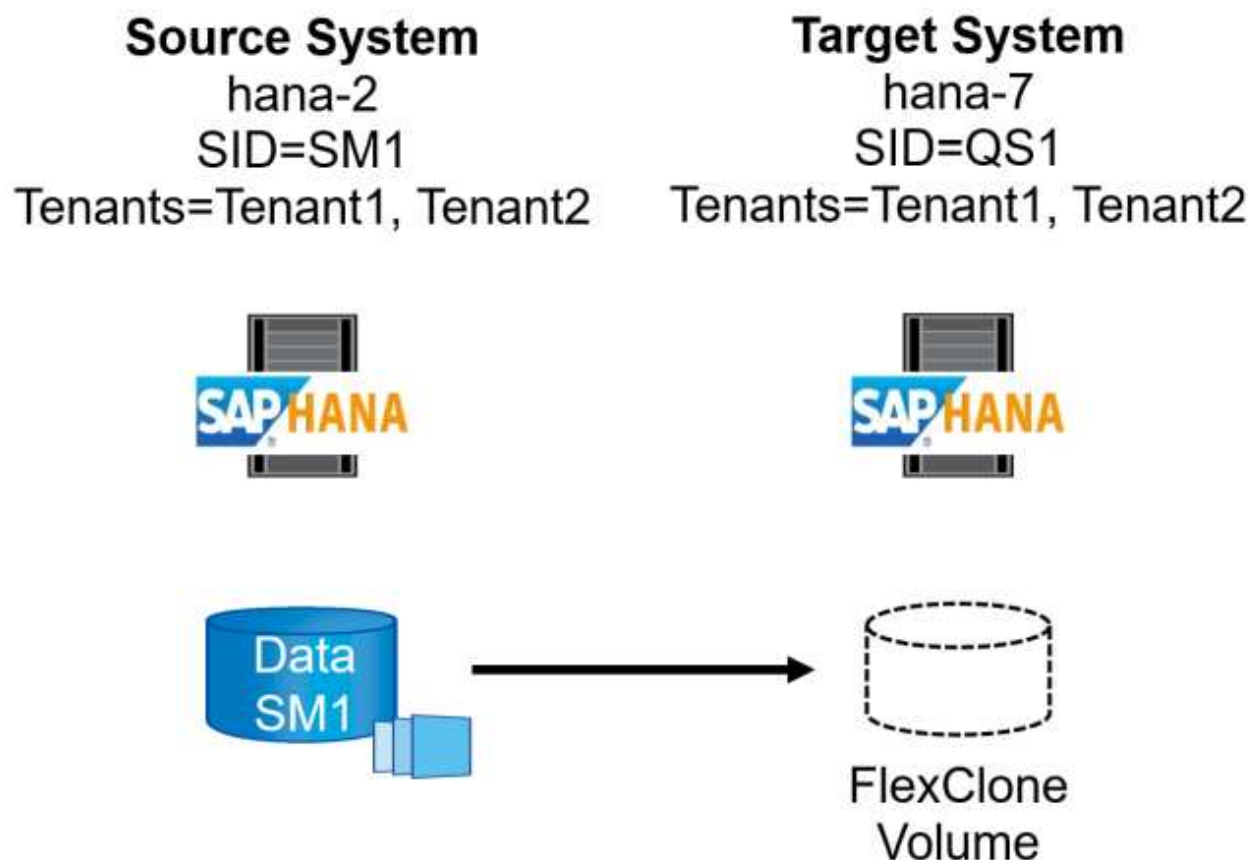 Source System
hana-2
SID=SM1
Tenants=Tenant1, Tenant2
Target System
hana-7
SID=QS1
Tenants=Tenant1, Tenant2
SAP HANA
®
SAP HANA
®
Data
SM1
FlexClone
Volume